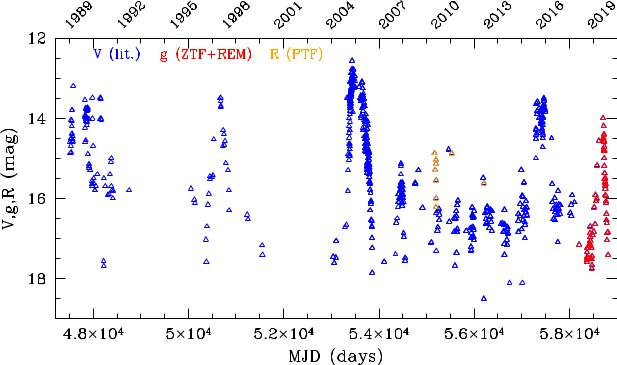 1989 1992 1995 1998 2001 2004 2007 2010 2013 2016 2019
12
V (lit.) g (ZTF+REM) R (PTF)
14
16
18
V,g,R (mag)
4.8×10⁴ 5×10⁴ 5.2×10⁴ 5.4×10⁴ 5.6×10⁴ 5.8×10⁴
MJD (days)